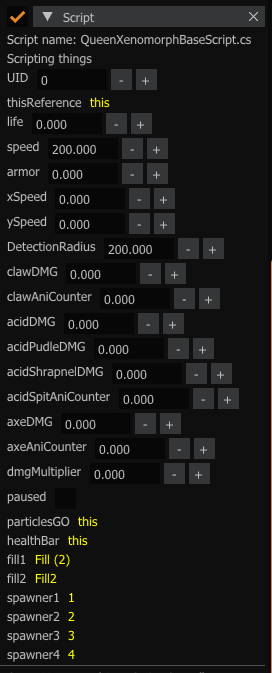 Script
Script name: QueenXenomorphBaseScript.cs
Scripting things
UID 0 - +
thisReference this
life 0.000 - +
speed 200.000 - +
armor 0.000 - +
xSpeed 0.000 - +
ySpeed 0.000 - +
DetectionRadius 200.000 - +
clawDMG 0.000 - +
clawAniCounter 0.000 - +
acidDMG 0.000 - +
acidPudleDMG 0.000 - +
acidShrapnelDMG 0.000 - +
acidSpitAniCounter 0.000 - +
axeDMG 0.000 - +
axeAniCounter 0.000 - +
dmgMultiplier 0.000 - +
paused
particlesGO this
healthBar this
fill1 Fill (2)
fill2 Fill2
spawner1 1
spawner2 2
spawner3 3
spawner4 4